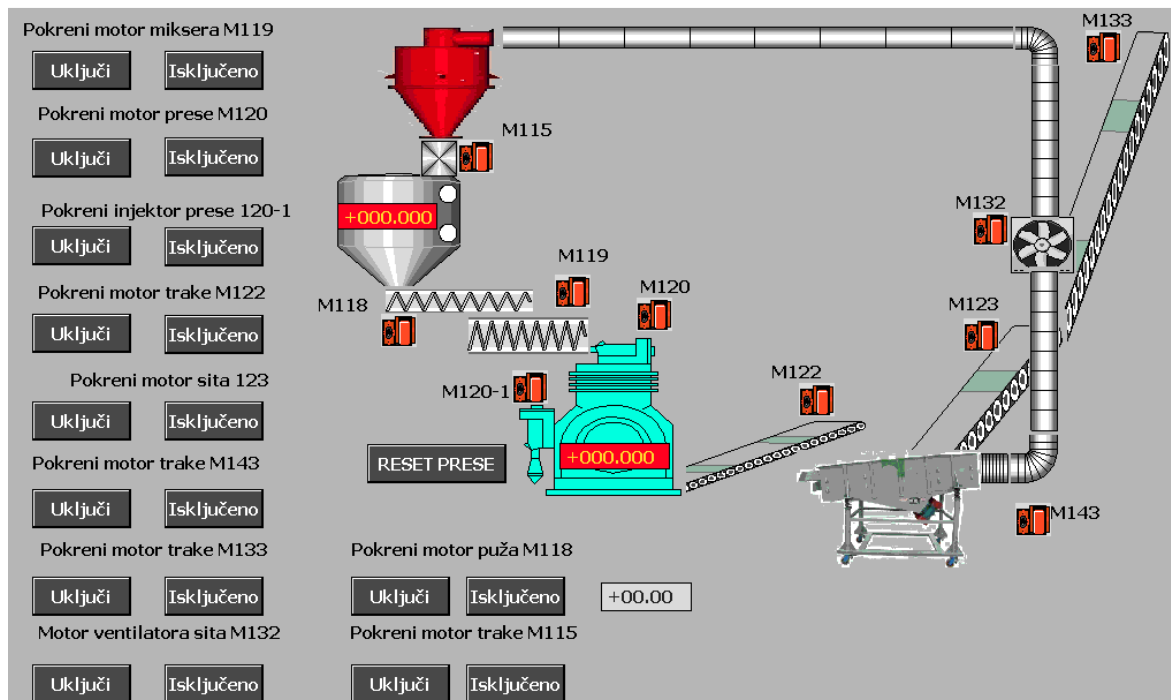 Pokreni motor miksera M119
Uključi
Isključeno
Pokreni motor prese M120
Uključi
Isključeno
Pokreni injektor prese 120-1
Uključi
Isključeno
Pokreni motor trake M122
Uključi
Isključeno
Pokreni motor sita 123
Uključi
Isključeno
Pokreni motor trake M143
Uključi
Isključeno
Pokreni motor trake M133
Uključi
Isključeno
Motor ventilatora sita M132
Uključi
Isključeno
M133
M115
+000.000
M132
M119
M118
M120
M123
M120-1
M122
RESET PRESE
+000.000
M143
Pokreni motor puža M118
Uključi
Isključeno
+00.00
Pokreni motor trake M115
Uključi
Isključeno